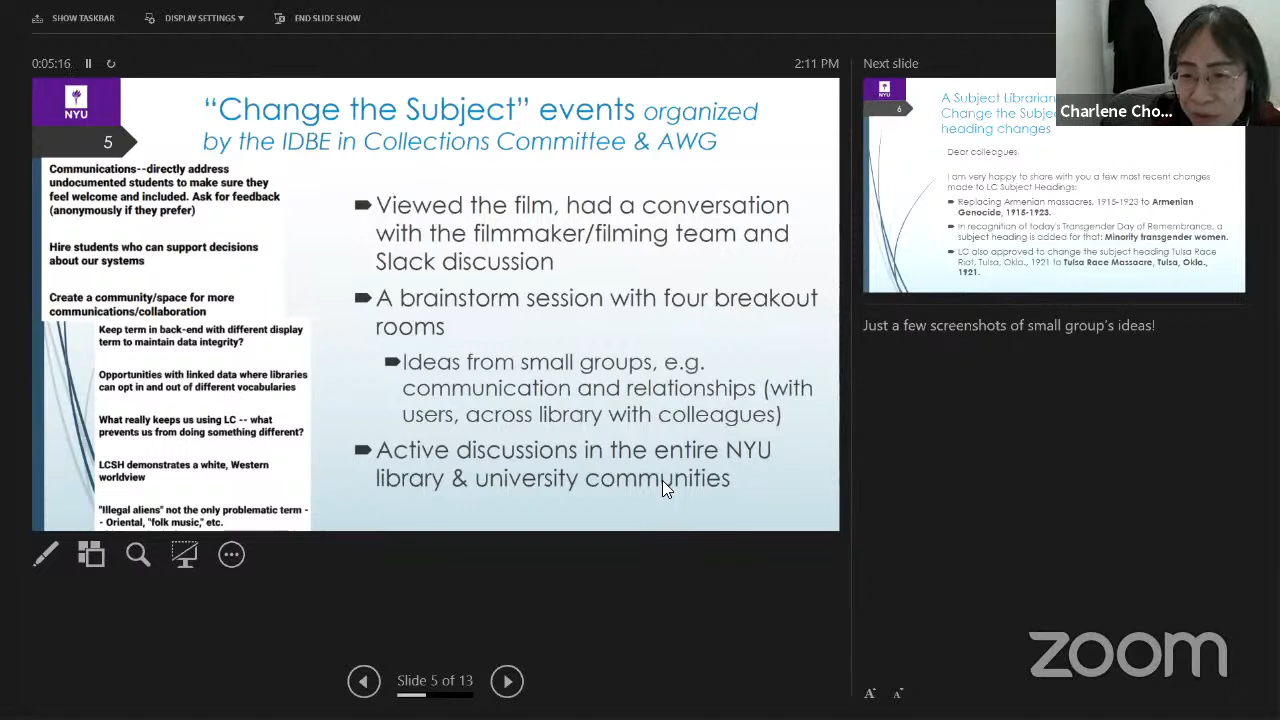 SHOW TASKBAR
DISPLAY SETTINGS ▾
END SLIDE SHOW
0:05:16
2:11 PM
NYU
5
“Change the Subject” events organized
by the IDBE in Collections Committee & AWG
Communications--directly address
undocumented students to make sure they
feel welcome and included. Ask for feedback
(anonymously if they prefer)
Hire students who can support decisions
about our systems
Create a community/space for more
communications/collaboration
Keep term in back-end with different display
term to maintain data integrity?
Opportunities with linked data where libraries
can opt in and out of different vocabularies
What really keeps us using LC -- what
prevents us from doing something different?
LCSH demonstrates a white, Western
worldview
"Illegal aliens" not the only problematic term -
- Oriental, "folk music," etc.
Viewed the film, had a conversation
with the filmmaker/filming team and
Slack discussion
A brainstorm session with four breakout
rooms
Ideas from small groups, e.g.
communication and relationships (with
users, across library with colleagues)
Active discussions in the entire NYU
library & university communities
Slide 5 of 13
Next slide
NYU
6
A Subject Librarian
Change the Subje
heading changes
Dear colleagues,
I am very happy to share with you a few most recent changes
made to LC Subject Headings:
Replacing Armenian massacres, 1915-1923 to Armenian
Genocide, 1915-1923.
In recognition of today's Transgender Day of Remembrance, a
subject heading is added for that: Minority transgender women.
LC also approved to change the subject heading Tulsa Race
Riot, Tulsa, Okla., 1921 to Tulsa Race Massacre, Tulsa, Okla.,
1921.
Just a few screenshots of small group's ideas!
A A
Charlene Cho...
zoom